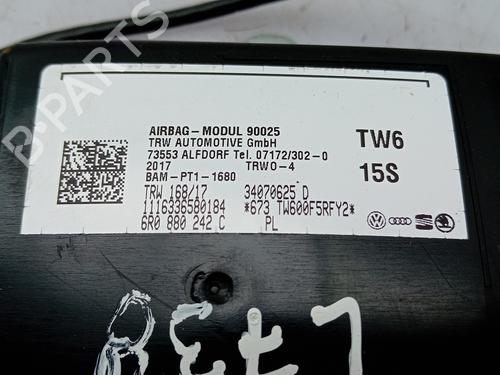 AIRBAG-MODUL 90025
TRW AUTOMOTIVE GmbH
73553 ALFDORF Tel. 07172/302-0
2017 TRWO-4
BAM-PT1-1680
TRW 168/17 34070625 D
1116336580184 *673 TW600F5RFY2*
6R0 880 242 C PL
TW6
15S
B-PARTS